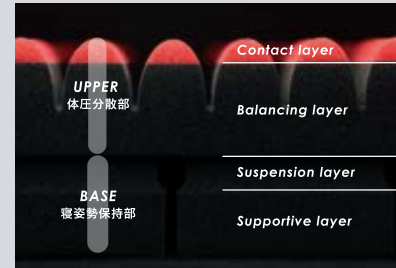 Contact layer
UPPER
体圧分散部
Balancing layer
Suspension layer
BASE
寝姿勢保持部
Supportive layer